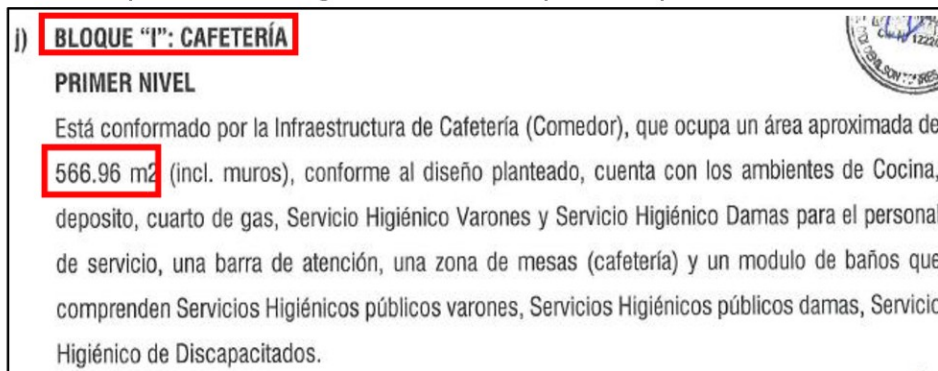 j) BLOQUE “I”: CAFETERÍA
PRIMER NIVEL
Está conformado por la Infraestructura de Cafetería (Comedor), que ocupa un área aproximada de
566.96 m2 (incl. muros), conforme al diseño planteado, cuenta con los ambientes de Cocina,
deposito, cuarto de gas, Servicio Higiénico Varones y Servicio Higiénico Damas para el personal
de servicio, una barra de atención, una zona de mesas (cafetería) y un modulo de baños que
comprenden Servicios Higiénicos públicos varones, Servicios Higiénicos públicos damas, Servicio
Higiénico de Discapacitados.